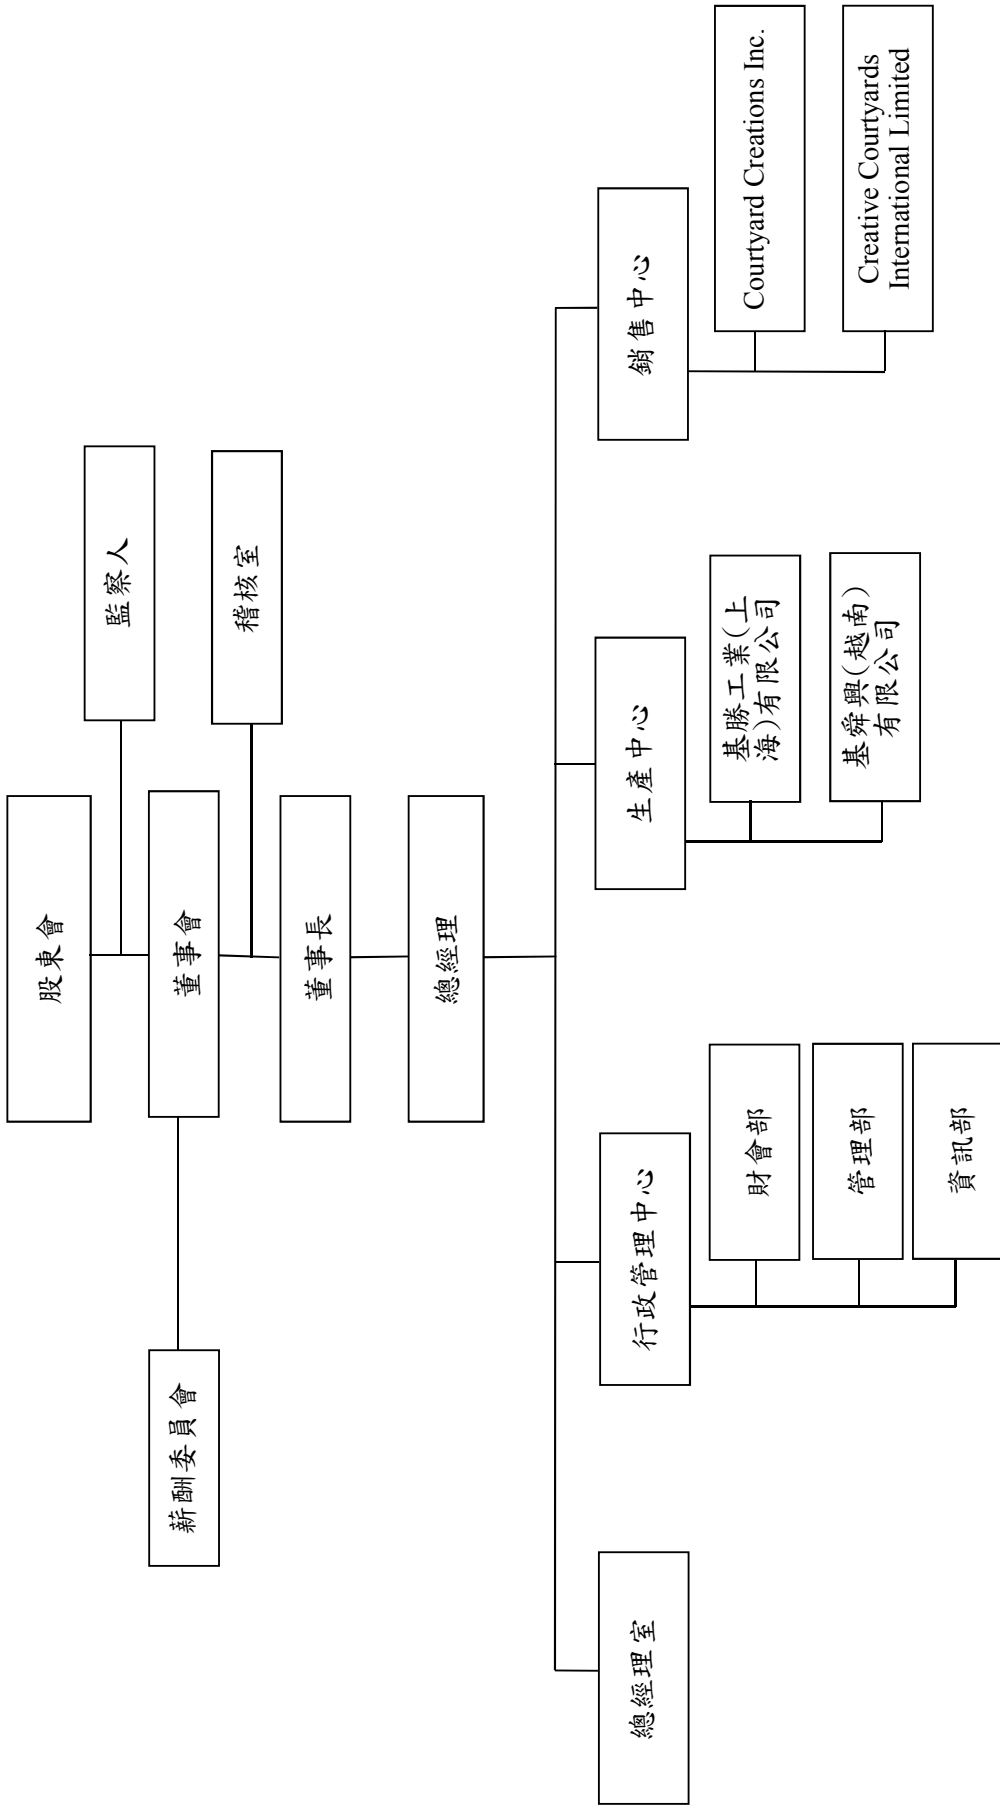 股東會
監察人
薪酬委員會
董事會
稽核室
董事長
總經理
總經理室
行政管理中心
財會部
管理部
資訊部
生產中心
基勝工業(上
海)有限公司
基舜興(越南)
有限公司
銷售中心
Courtyard Creations Inc.
Creative Courtyards
International Limited